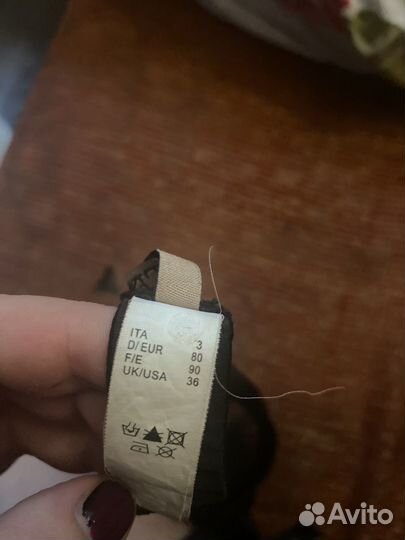 ITA 3
D/EUR 80
F/E 90
UK/USA 36
Avito